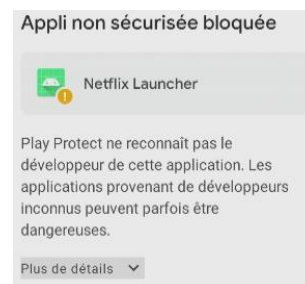 Appli non sécurisée bloquée
Netflix Launcher
Play Protect ne reconnaît pas le
développeur de cette application. Les
applications provenant de développeurs
inconnus peuvent parfois être
dangereuses.
Plus de détails